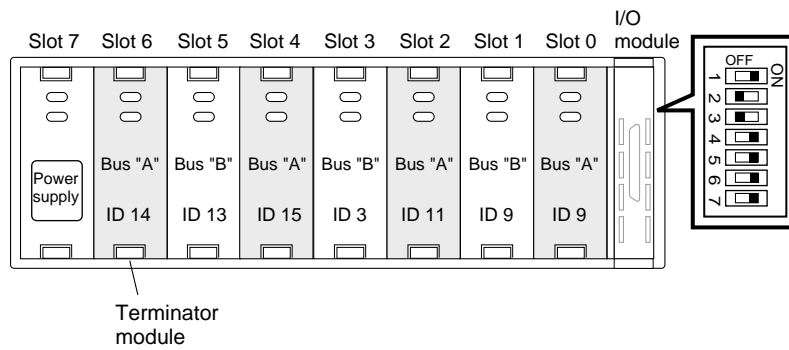 I/O
module
Slot 7 Slot 6 Slot 5 Slot 4 Slot 3 Slot 2 Slot 1 Slot 0
OFF
ON
1
2
3
4
5
6
7
Power
supply
Bus "A" Bus "B" Bus "A" Bus "B" Bus "A" Bus "B" Bus "A"
ID 14 ID 13 ID 15 ID 3 ID 11 ID 9 ID 9
Terminator
module